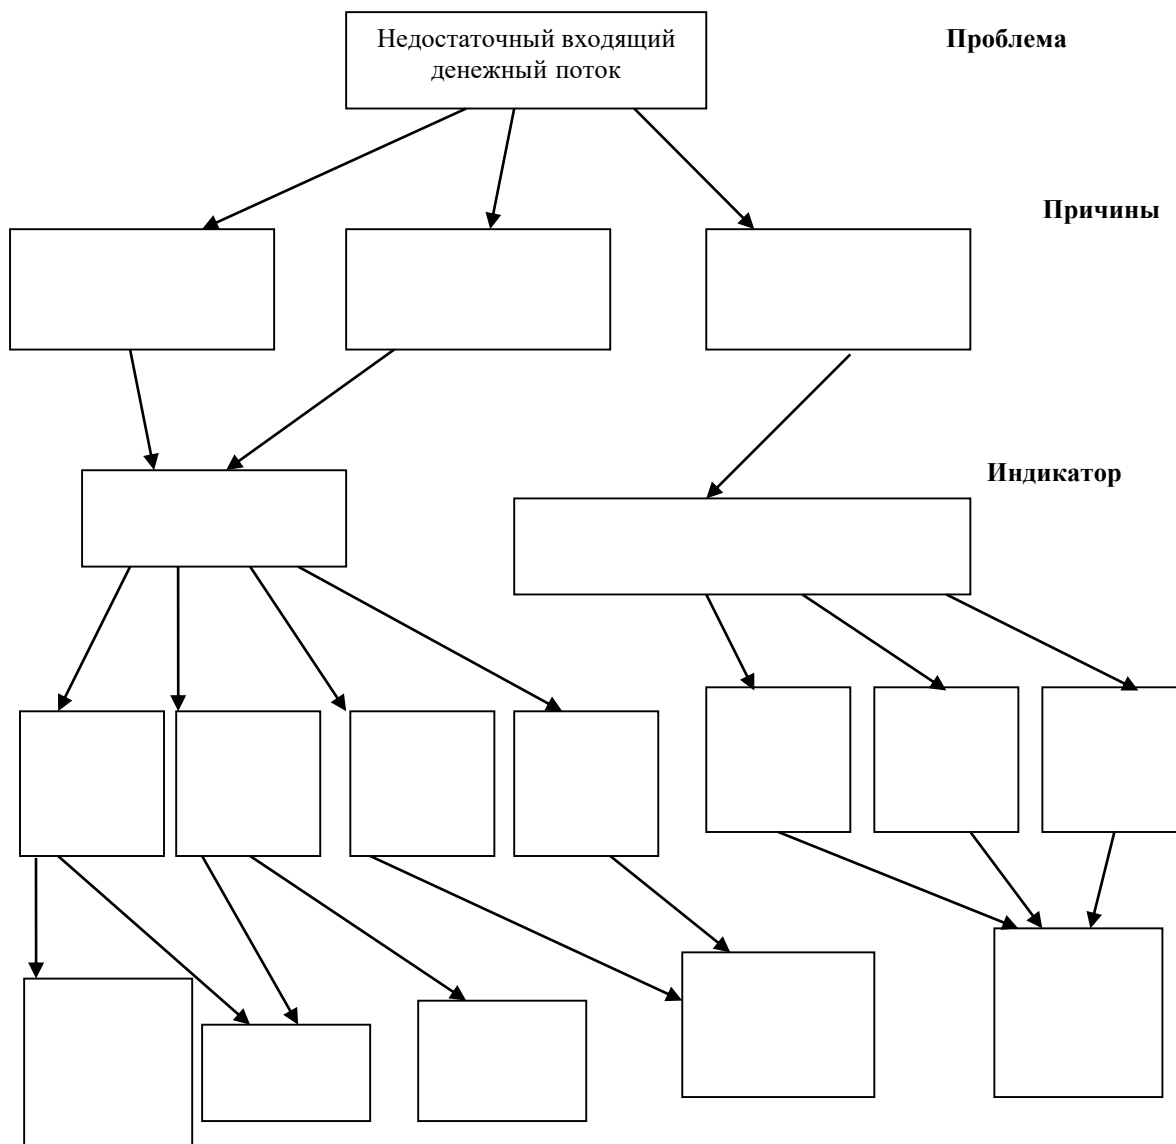 Недостаточный входящий
денежный поток
Проблема
Причины
Индикатор